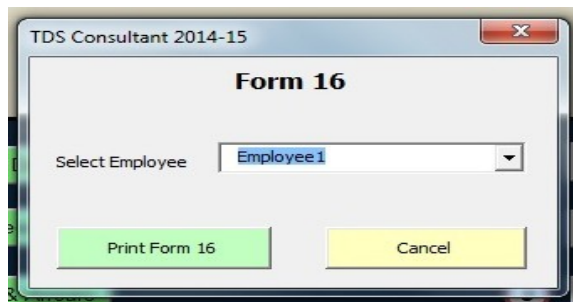 TDS Consultant 2014-15
Form 16
Select Employee Employee1
Print Form 16 Cancel